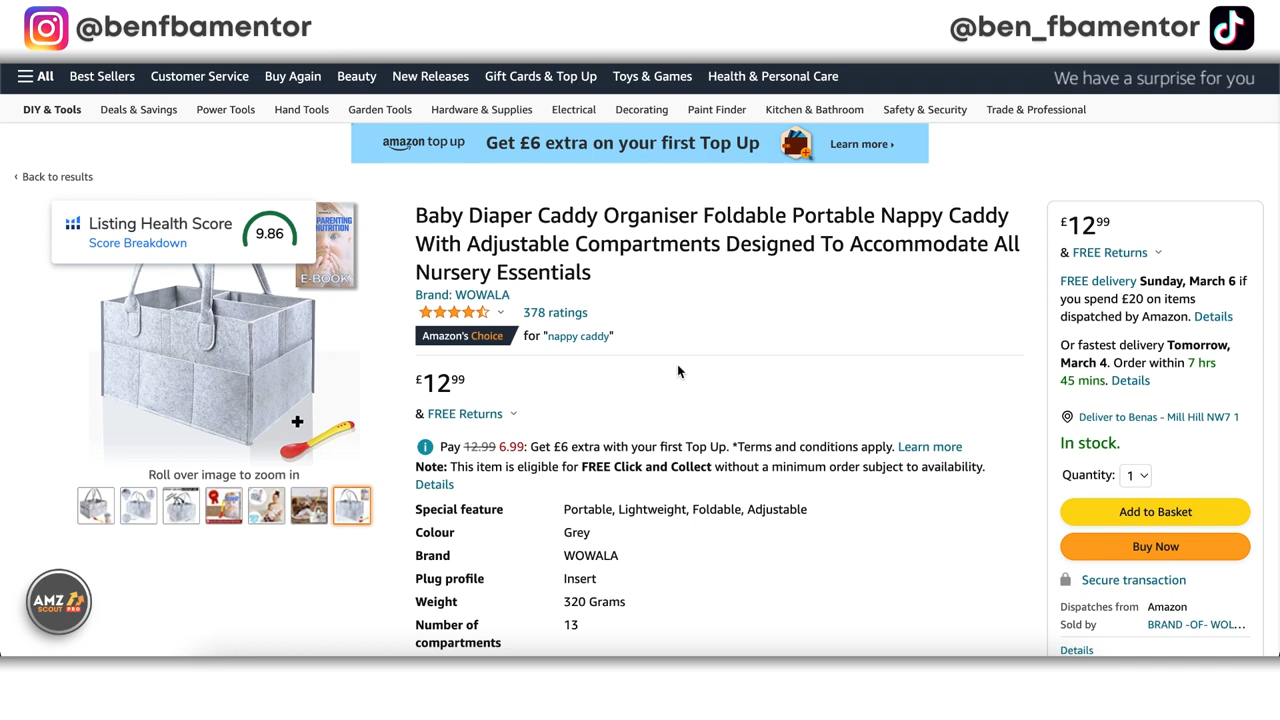 @benfbamentor
@ben_fbamentor
All Best Sellers Customer Service Buy Again Beauty New Releases Gift Cards & Top Up Toys & Games Health & Personal Care We have a surprise for you
DIY & Tools Deals & Savings Power Tools Hand Tools Garden Tools Hardware & Supplies Electrical Decorating Paint Finder Kitchen & Bathroom Safety & Security Trade & Professional
amazon top up Get £6 extra on your first Top Up Learn more ›
‹ Back to results
Listing Health Score
Score Breakdown
9.86
NUTRITION
E-BOOK
Roll over image to zoom in
AMZ
SCOUT PRO
Baby Diaper Caddy Organiser Foldable Portable Nappy Caddy
With Adjustable Compartments Designed To Accommodate All
Nursery Essentials
Brand: WOWALA
378 ratings
Amazon's Choice for "nappy caddy"
£12 99
& FREE Returns
Pay 12.99 6.99: Get £6 extra with your first Top Up. *Terms and conditions apply. Learn more
Note: This item is eligible for FREE Click and Collect without a minimum order subject to availability.
Details
Special feature Portable, Lightweight, Foldable, Adjustable
Colour Grey
Brand WOWALA
Plug profile Insert
Weight 320 Grams
Number of 13
compartments
£12 99
& FREE Returns
FREE delivery Sunday, March 6 if
you spend £20 on items
dispatched by Amazon. Details
Or fastest delivery Tomorrow,
March 4. Order within 7 hrs
45 mins. Details
Deliver to Benas - Mill Hill NW7 1
In stock.
Quantity: 1
Add to Basket
Buy Now
Secure transaction
Dispatches from Amazon
Sold by BRAND -OF- WOL...
Details